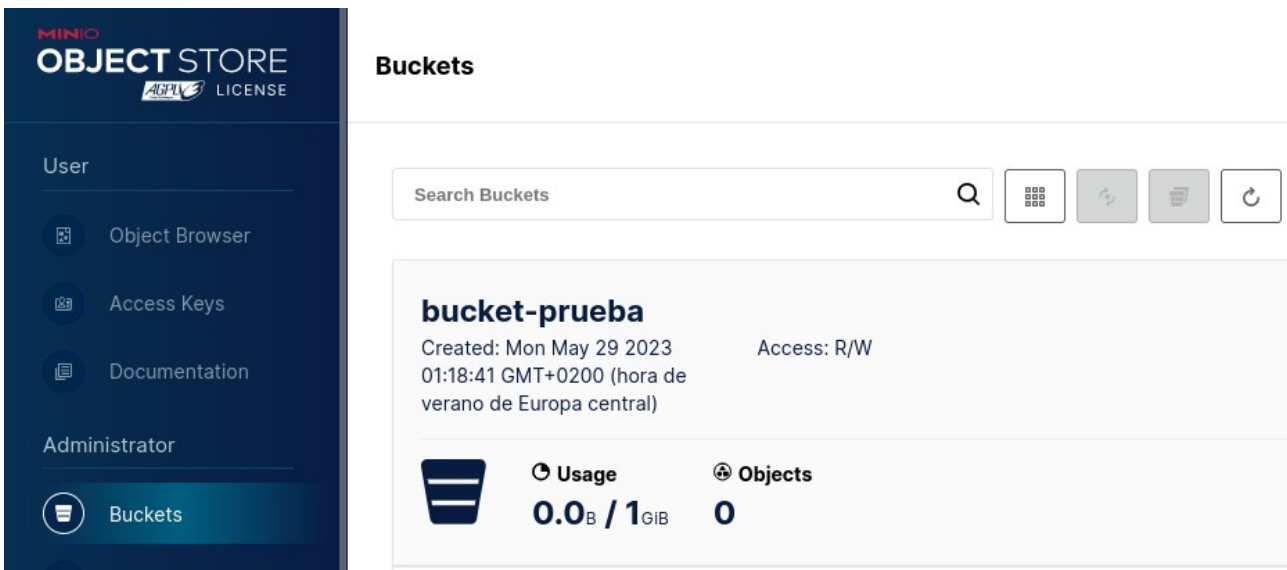 MINIO
OBJECT STORE
AGPLV3 LICENSE
User
Object Browser
Access Keys
Documentation
Administrator
Buckets
Buckets
Search Buckets
bucket-prueba
Created: Mon May 29 2023
01:18:41 GMT+0200 (hora de
verano de Europa central)
Access: R/W
Usage
0.0B / 1GiB
Objects
0